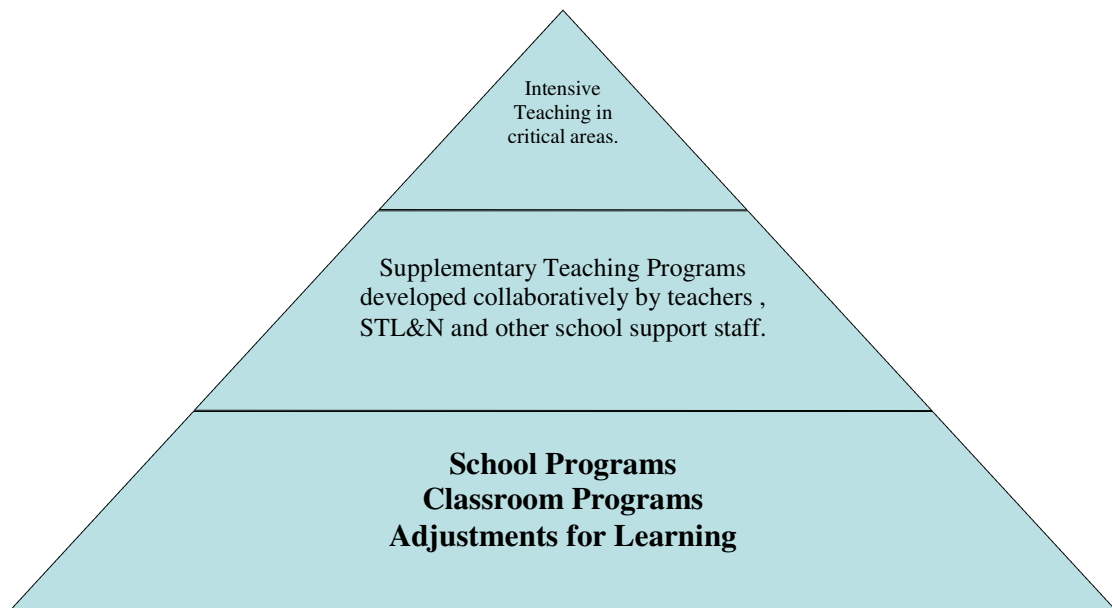 Intensive
Teaching in
critical areas.
Supplementary Teaching Programs
developed collaboratively by teachers ,
STL&N and other school support staff.
School Programs
Classroom Programs
Adjustments for Learning